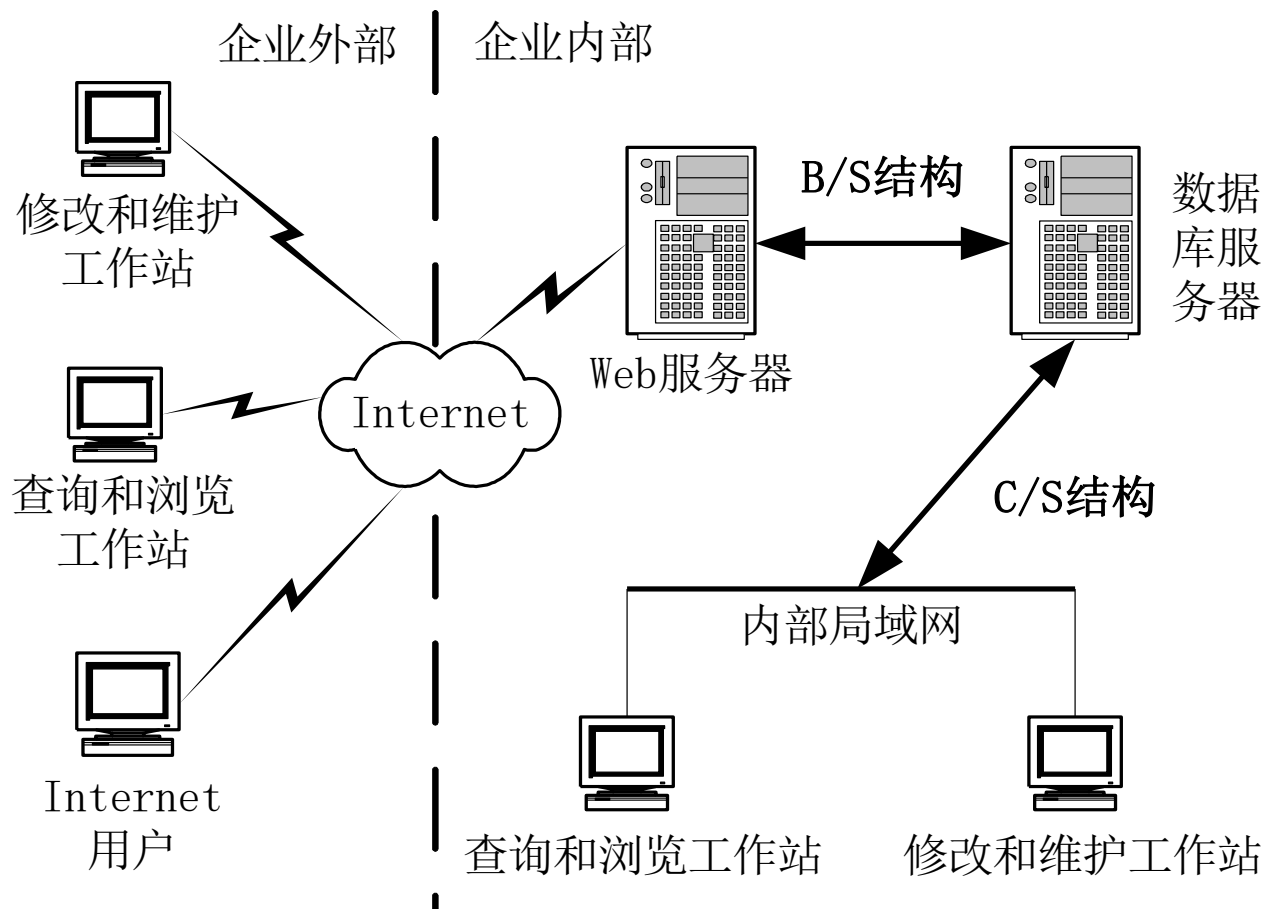 企业外部
企业内部
修改和维护
工作站
B/S结构
数据
库服
务器
Web服务器
Internet
查询和浏览
工作站
C/S结构
内部局域网
Internet
用户
查询和浏览工作站
修改和维护工作站